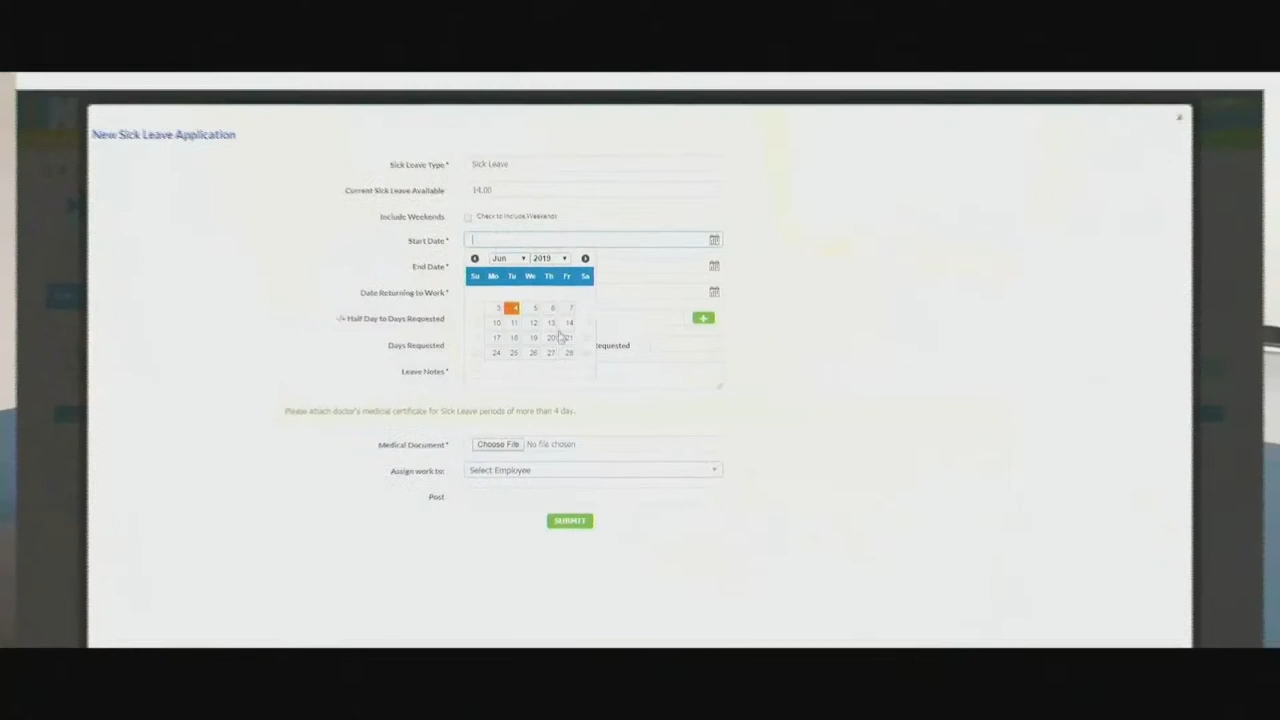 New Sick Leave Application
Sick Leave Type * Sick Leave
Current Sick Leave Available 14.00
Include Weekends Check to Include Weekends
Start Date *
Jun 2019
End Date *
Su Mo Tu We Th Fr Sa
Date Returning to Work *
3 4 5 6 7
-/+ Half Day to Days Requested +
10 11 12 13 14
17 18 19 20 21
Days Requested equested
24 25 26 27 28
Leave Notes *
Please attach doctor's medical certificate for Sick Leave periods of more than 4 day.
Medical Document * Choose File No file chosen
Assign work to: Select Employee
Post
SUBMIT